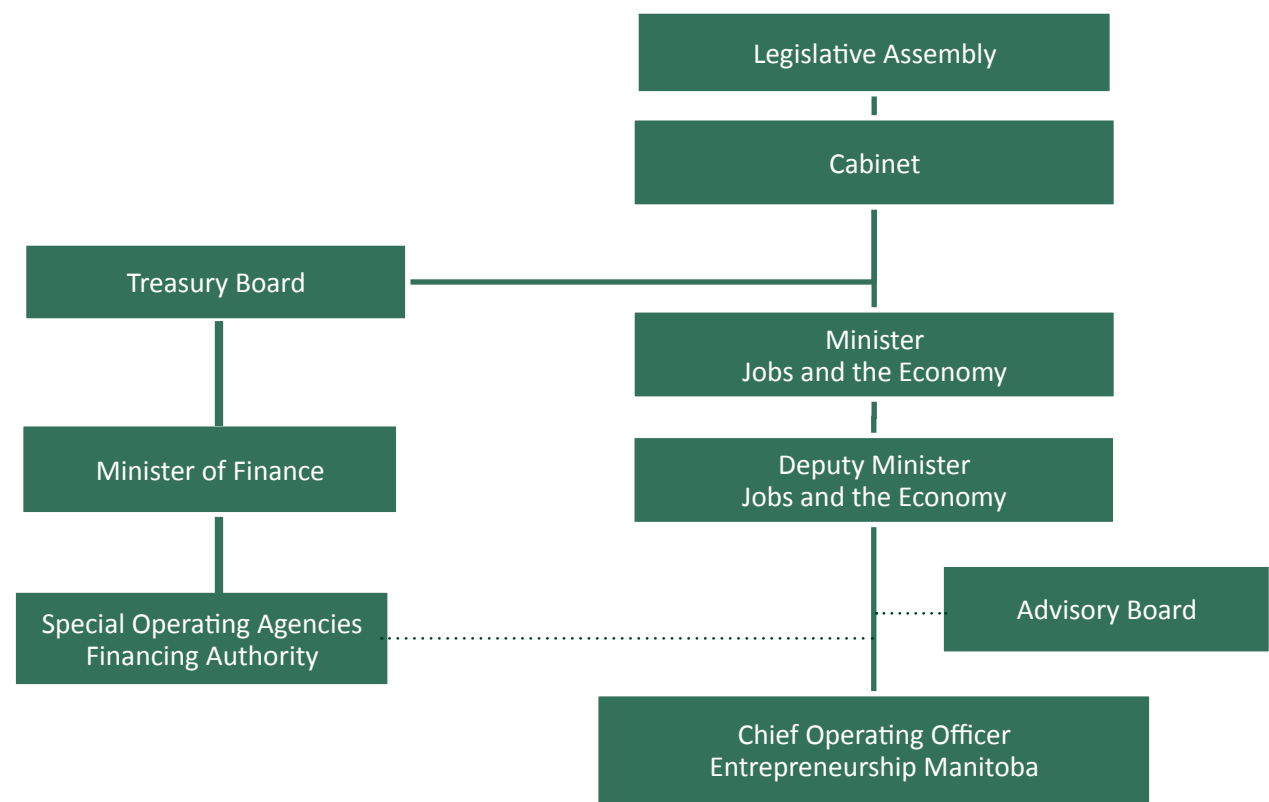 Legislative Assembly
Cabinet
Treasury Board
Minister
Jobs and the Economy
Minister of Finance
Deputy Minister
Jobs and the Economy
Special Operating Agencies
Financing Authority
Advisory Board
Chief Operating Officer
Entrepreneurship Manitoba